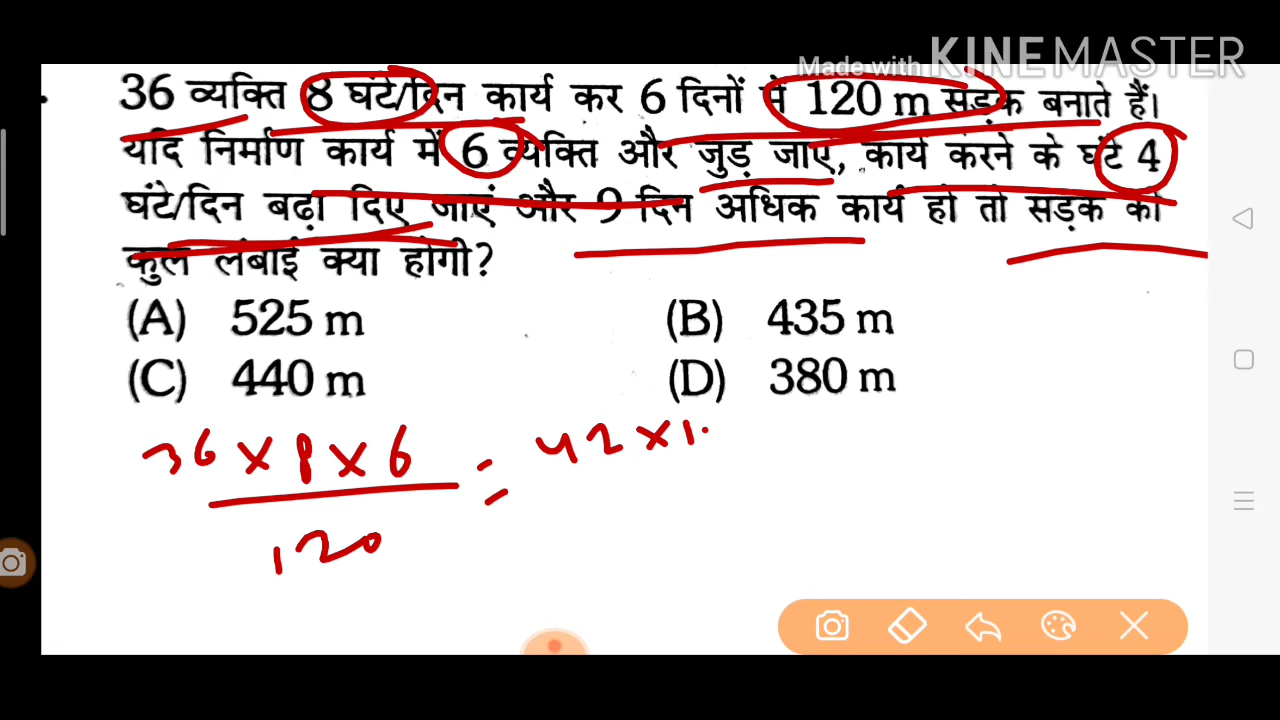 Made with KINEMASTER
36 व्यक्ति 8 घंटे/दिन कार्य कर 6 दिनों में 120 m सड़क बनाते हैं।
यदि निर्माण कार्य में 6 व्यक्ति और जुड़ जाए, कार्य करने के घंटे 4
घंटे/दिन बढ़ा दिए जाएं और 9 दिन अधिक कार्य हो तो सड़क की
कुल लंबाई क्या होगी?
(A) 525 m (B) 435 m
(C) 440 m (D) 380 m
36 × 8 × 6 = 42 × 1
120